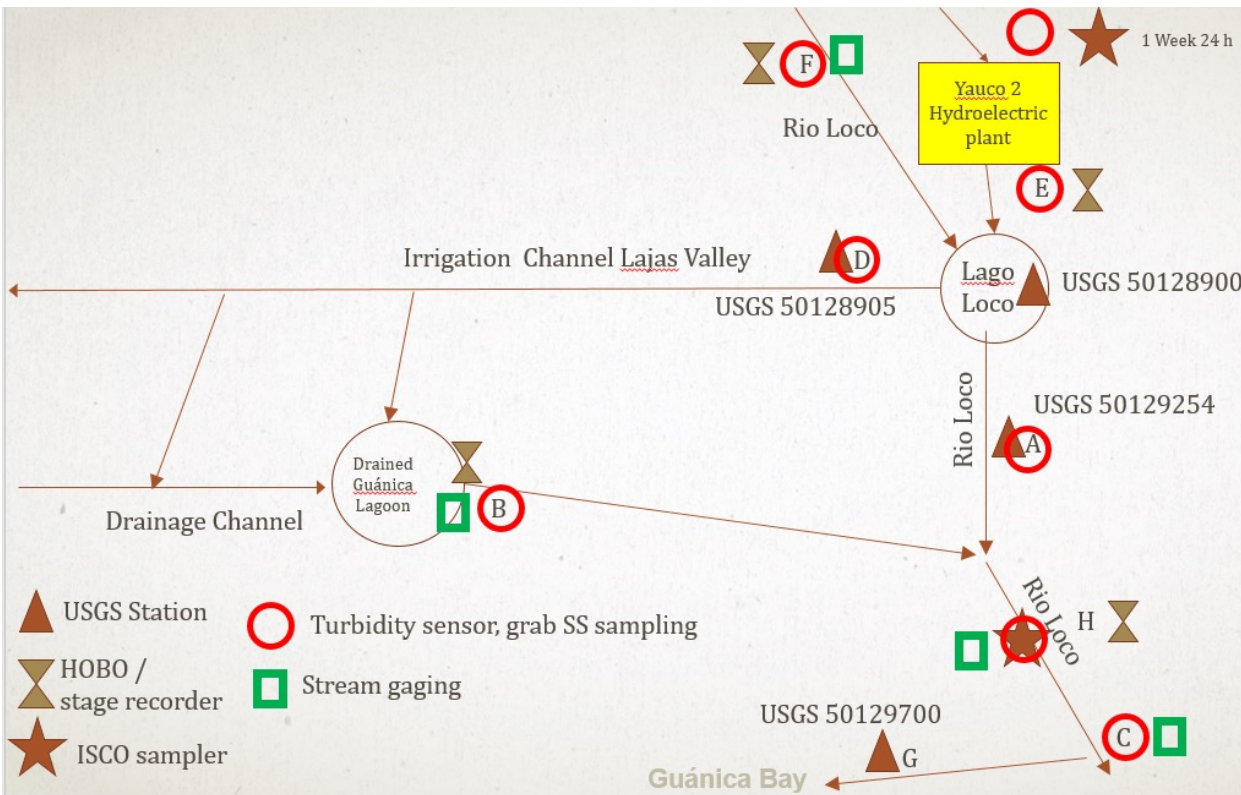 1 Week 24 h
F
Yauco 2
Hydroelectric
plant
Rio Loco
E
Irrigation Channel Lajas Valley
D
Lago
Loco
USGS 50128900
USGS 50128905
Rio Loco
USGS 50129254
A
Drained
Guánica
Lagoon
B
Drainage Channel
Rio Loco
H
USGS Station
Turbidity sensor, grab SS sampling
HOBO /
stage recorder
Stream gaging
ISCO sampler
USGS 50129700
C
G
Guánica Bay